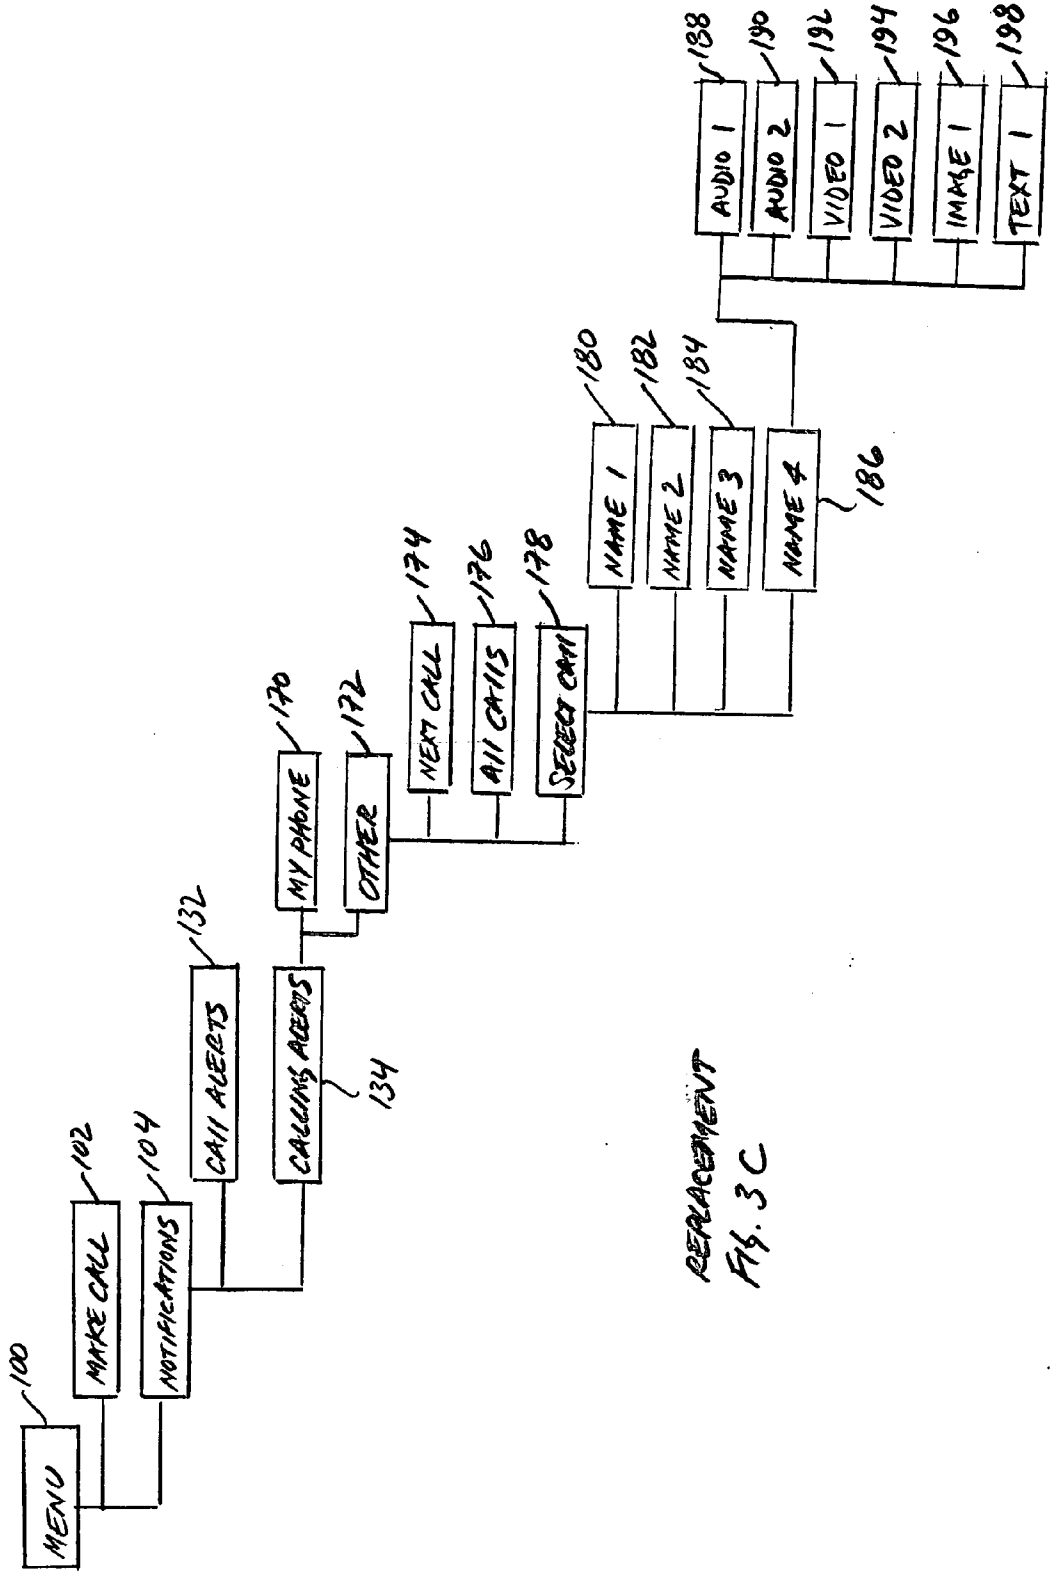 MENU
100
MAKE CALL
102
NOTIFICATIONS
104
CAll ALERTS
132
CALLING ALERTS
134
MY PHONE
170
OTHER
172
NEXT CALL
174
All CAllS
176
SELECT CAll
178
NAME 1
180
NAME 2
182
NAME 3
184
NAME 4
186
AUDIO 1
188
AUDIO 2
190
VIDEO 1
192
VIDEO 2
194
IMAGE 1
196
TEXT 1
198
REPLACEMENT
FIG. 3C